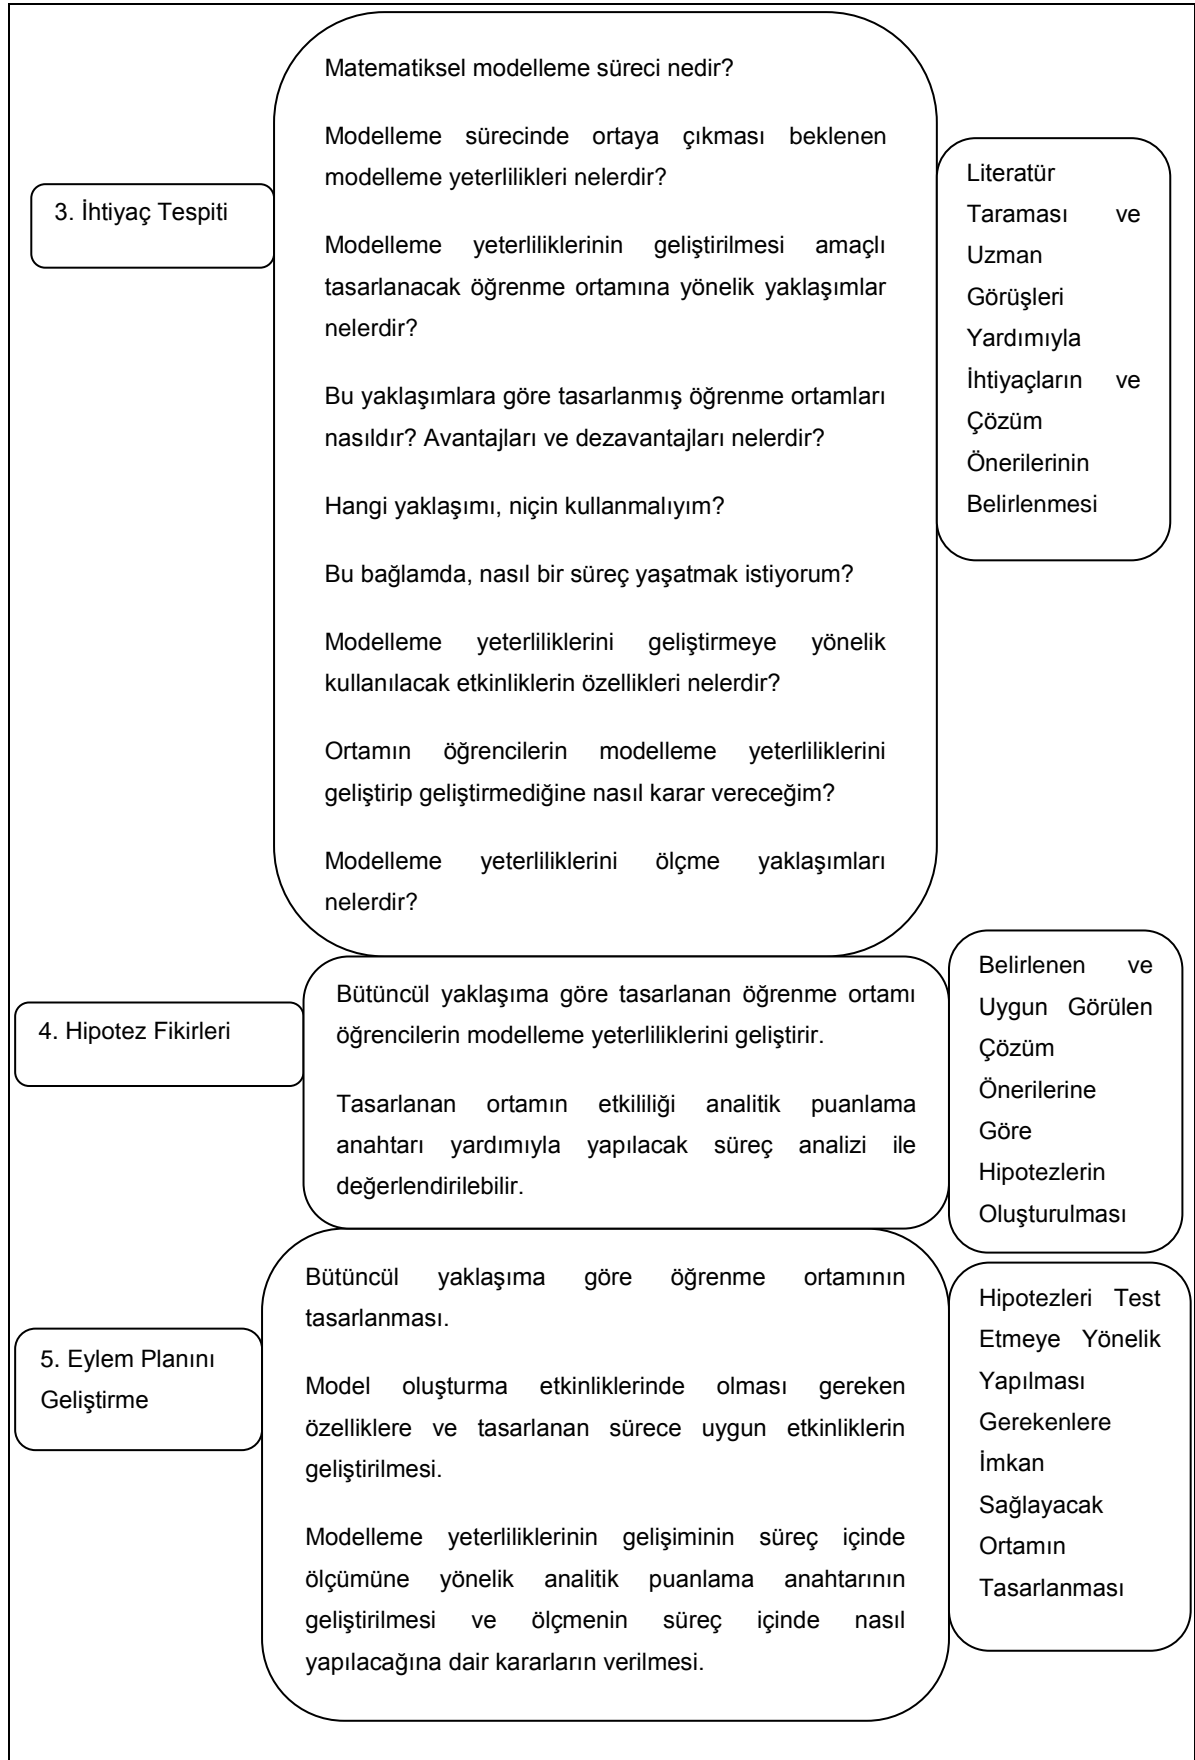 3. İhtiyaç Tespiti
Matematiksel modelleme süreci nedir?
Modelleme sürecinde ortaya çıkması beklenen
modelleme yeterlilikleri nelerdir?
Modelleme yeterliliklerinin geliştirilmesi amaçlı
tasarlanacak öğrenme ortamına yönelik yaklaşımlar
nelerdir?
Bu yaklaşımlara göre tasarlanmış öğrenme ortamları
nasıldır? Avantajları ve dezavantajları nelerdir?
Hangi yaklaşımı, niçin kullanmalıyım?
Bu bağlamda, nasıl bir süreç yaşatmak istiyorum?
Modelleme yeterliliklerini geliştirmeye yönelik
kullanılacak etkinliklerin özellikleri nelerdir?
Ortamın öğrencilerin modelleme yeterliliklerini
geliştirip geliştirmediğine nasıl karar vereceğim?
Modelleme yeterliliklerini ölçme yaklaşımları
nelerdir?
Literatür
Taraması ve
Uzman
Görüşleri
Yardımıyla
İhtiyaçların ve
Çözüm
Önerilerinin
Belirlenmesi
4. Hipotez Fikirleri
Bütüncül yaklaşıma göre tasarlanan öğrenme ortamı
öğrencilerin modelleme yeterliliklerini geliştirir.
Tasarlanan ortamın etkililiği analitik puanlama
anahtarı yardımıyla yapılacak süreç analizi ile
değerlendirilebilir.
Belirlenen ve
Uygun Görülen
Çözüm
Önerilerine
Göre
Hipotezlerin
Oluşturulması
5. Eylem Planını
Geliştirme
Bütüncül yaklaşıma göre öğrenme ortamının
tasarlanması.
Model oluşturma etkinliklerinde olması gereken
özelliklere ve tasarlanan sürece uygun etkinliklerin
geliştirilmesi.
Modelleme yeterliliklerinin gelişiminin süreç içinde
ölçümüne yönelik analitik puanlama anahtarının
geliştirilmesi ve ölçmenin süreç içinde nasıl
yapılacağına dair kararların verilmesi.
Hipotezleri Test
Etmeye Yönelik
Yapılması
Gerekenlere
İmkan
Sağlayacak
Ortamın
Tasarlanması